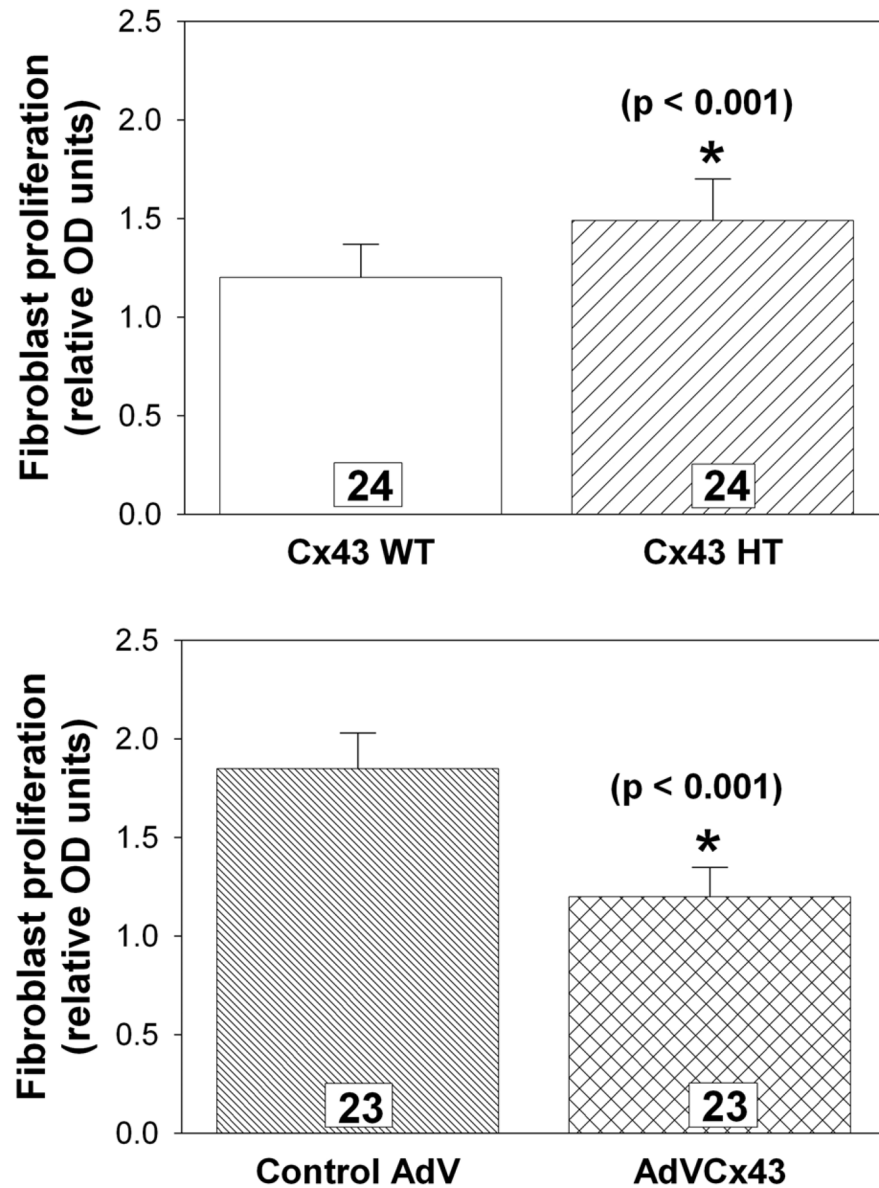 Fibroblast proliferation
(relative OD units)
2.5
2.0
1.5
1.0
0.5
0.0
(p < 0.001)
*
24
24
Cx43 WT
Cx43 HT
Fibroblast proliferation
(relative OD units)
2.5
2.0
1.5
1.0
0.5
0.0
(p < 0.001)
*
23
23
Control AdV
AdVCx43